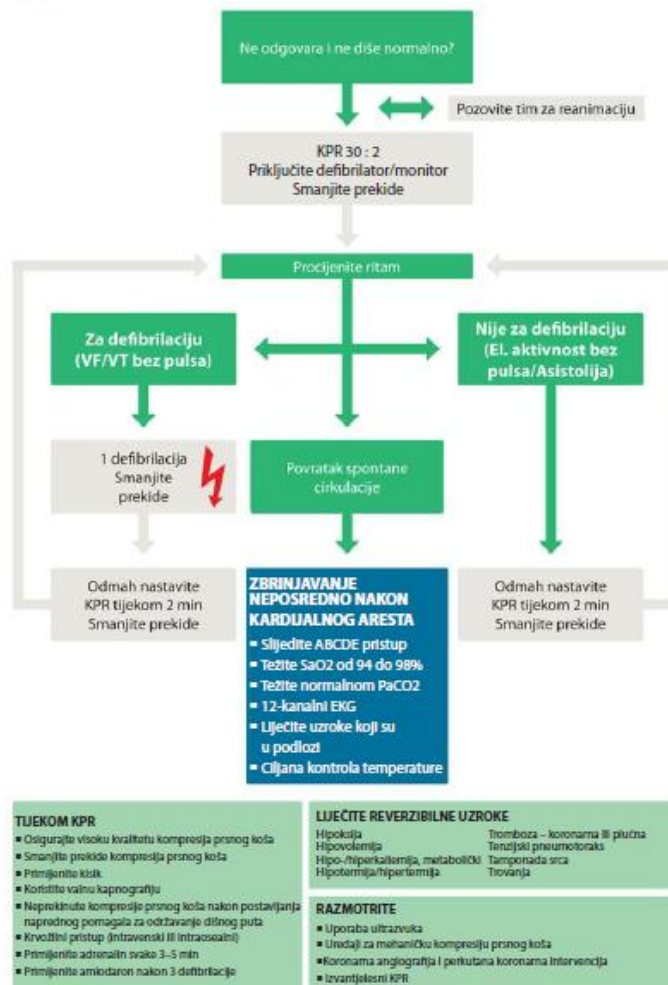 Ne odgovara i ne diše normalno?
Pozovite tim za reanimaciju
KPR 30 : 2
Priključite defibrilator/monitor
Smanjite prekide
Procijenite ritam
Za defibrilaciju
(VF/VT bez pulsa)
Nije za defibrilaciju
(El. aktivnost bez
pulsa/Asistolija)
1 defibrilacija
Smanjite
prekide
Povratak spontane
cirkulacije
Odmah nastavite
KPR tijekom 2 min
Smanjite prekide
ZBRINJAVANJE
NEPOSREDNO NAKON
KARDIJALNOG ARESTA
▪ Slijedite ABCDE pristup
▪ Težite SaO2 od 94 do 98%
▪ Težite normalnom PaCO2
▪ 12-kanalni EKG
▪ Liječite uzroke koji su
u podlozi
▪ Ciljana kontrola temperature
Odmah nastavite
KPR tijekom 2 min
Smanjite prekide
TIJEKOM KPR
▪ Osigurajte visoku kvalitetu kompresija prsnog koša
▪ Smanjite prekide kompresija prsnog koša
▪ Primijenite kisik
▪ Koristite valnu kapnografiju
▪ Neprekinute kompresije prsnog koša nakon postavljanja
naprednog pomagala za održavanje dišnog puta
▪ Krvožilni pristup (intravenski ili intraosealni)
▪ Primijenite adrenalin svake 3–5 min
▪ Primijenite amiodaron nakon 3 defibrilacije
LIJEČITE REVERZIBILNE UZROKE
Hipoksija
Hipovolemija
Hipo-/hiperkaliemija, metabolički
Hipotermija/hipertermija
Tromboza – koronarna ili plućna
Tenzijski pneumotoraks
Tamponada srca
Trovanja
RAZMOTRITE
▪ Uporaba ultrazvuka
▪ Uređaji za mehaničku kompresiju prsnog koša
▪ Koronarna angiografija i perkutana koronarna intervencija
▪ Izvantjelesni KPR